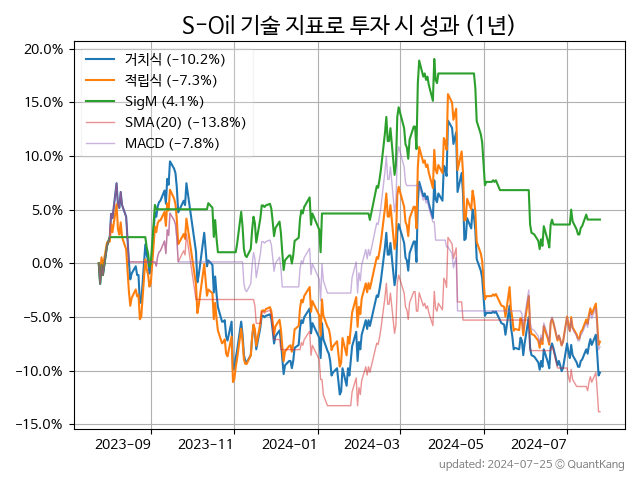 S-Oil 기술 지표로 투자 시 성과 (1년)
20.0%
15.0%
10.0%
5.0%
0.0%
−5.0%
−10.0%
−15.0%
거치식 (−10.2%)
적립식 (−7.3%)
SigM (4.1%)
SMA(20) (−13.8%)
MACD (−7.8%)
2023−09
2023−11
2024−01
2024−03
2024−05
2024−07
updated: 2024-07-25 © QuantKang